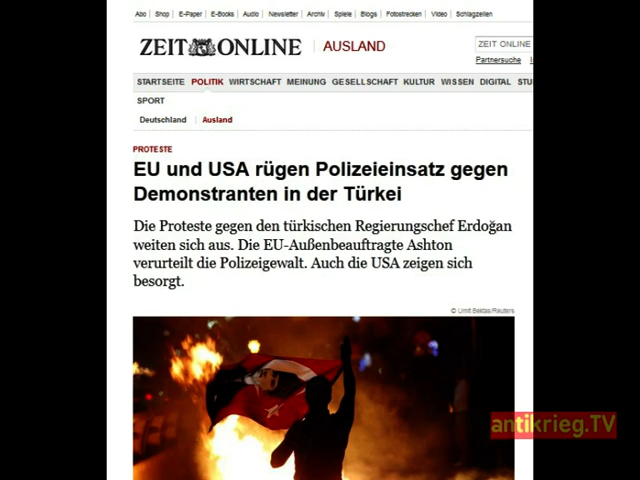 Abo Shop E-Paper E-Books Audio Newsletter Archiv Spiele Blogs Fotostrecken Video Schlagzeilen
ZEIT ONLINE AUSLAND
ZEIT ONLINE
Partnersuche
STARTSEITE POLITIK WIRTSCHAFT MEINUNG GESELLSCHAFT KULTUR WISSEN DIGITAL STU
SPORT
Deutschland Ausland
PROTESTE
EU und USA rügen Polizeieinsatz gegen
Demonstranten in der Türkei
Die Proteste gegen den türkischen Regierungschef Erdoğan
weiten sich aus. Die EU-Außenbeauftragte Ashton
verurteilt die Polizeigewalt. Auch die USA zeigen sich
besorgt.
© Umit Bektas/Reuters
antikrieg.TV